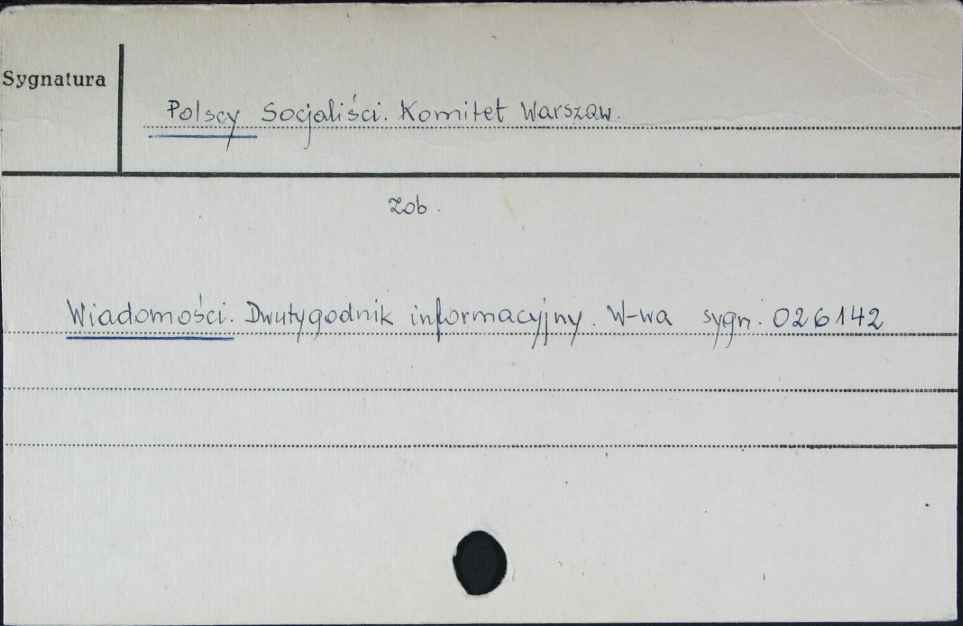 Sygnatura
Polscy Socjaliści. Komitet Warszaw.
Zob.
Wiadomości. Dwutygodnik informacyjny. W-wa sygn. 026142